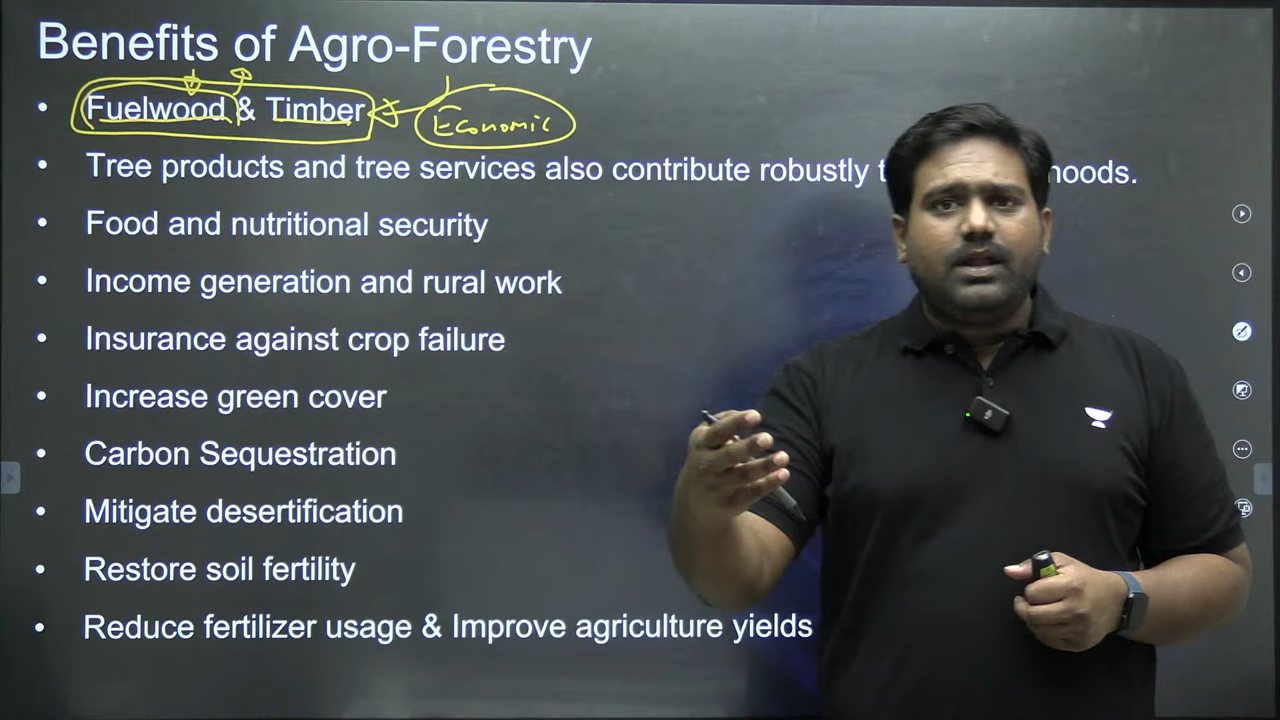 Benefits of Agro-Forestry
• Fuelwood & Timber
Economic
• Tree products and tree services also contribute robustly
• Food and nutritional security
• Income generation and rural work
• Insurance against crop failure
• Increase green cover
• Carbon Sequestration
• Mitigate desertification
• Restore soil fertility
• Reduce fertilizer usage & Improve agriculture yields